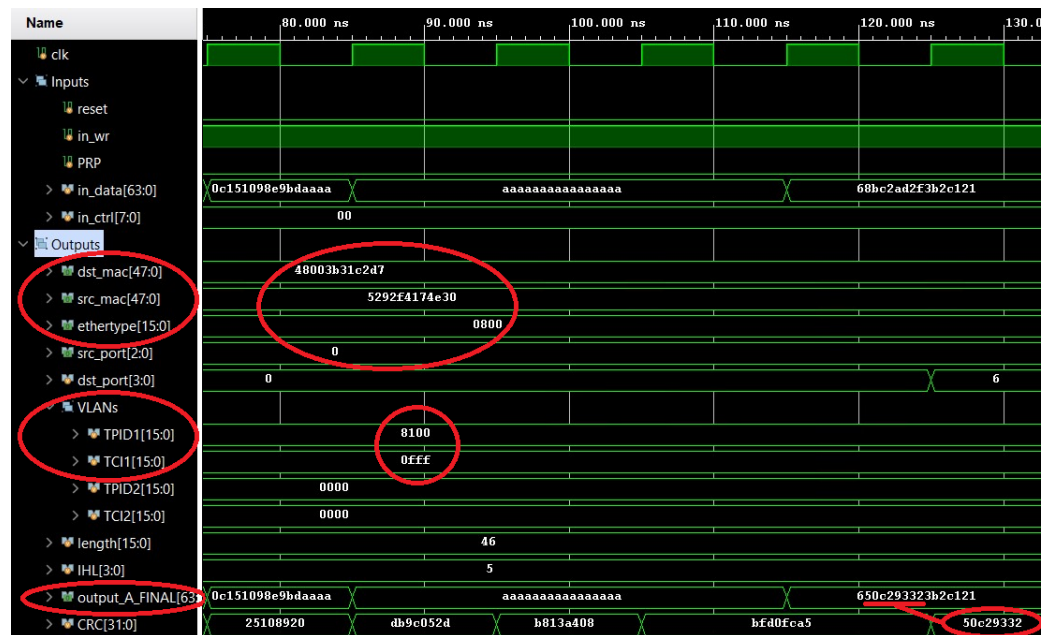 Name 80.000 ns 90.000 ns 100.000 ns 110.000 ns 120.000 ns 130.0
clk
Inputs
reset
in_wr
PRP
in_data[63:0] 0c151098e9bdaaaa aaaaaaaaaaaaaaaa 68bc2ad2f3b2c121
in_ctrl[7:0] 00
Outputs
dst_mac[47:0] 48003b31c2d7
src_mac[47:0] 5292f4174e30
ethertype[15:0] 0800
src_port[2:0] 0
dst_port[3:0] 0 6
VLANs
TPID1[15:0] 8100
TCI1[15:0] 0fff
TPID2[15:0] 0000
TCI2[15:0] 0000
length[15:0] 46
IHL[3:0] 5
output_A_FINAL[63: 0c151098e9bdaaaa aaaaaaaaaaaaaaaa 650c293323b2c121
CRC[31:0] 25108920 db9c052d b813a408 bfd0fca5 50c29332